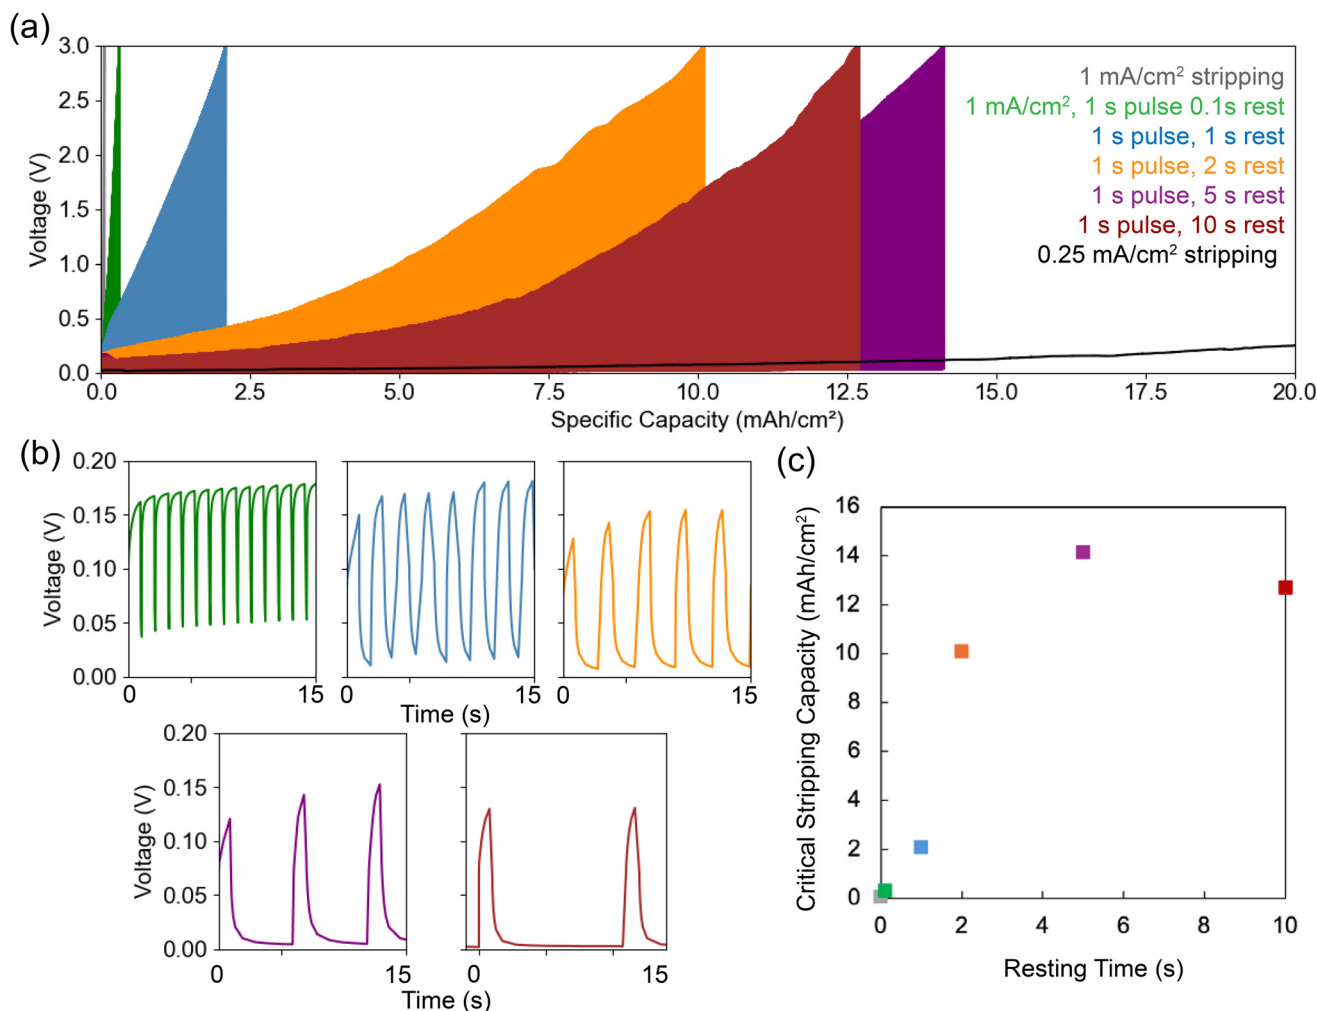 (a)
3.0
2.5
2.0
1.5
1.0
0.5
0.0
Voltage (V)
1 mA/cm² stripping
1 mA/cm², 1 s pulse 0.1s rest
1 s pulse, 1 s rest
1 s pulse, 2 s rest
1 s pulse, 5 s rest
1 s pulse, 10 s rest
0.25 mA/cm² stripping
0.0 2.5 5.0 7.5 10.0 12.5 15.0 17.5 20.0
Specific Capacity (mAh/cm²)
(b)
0.20
0.15
0.10
0.05
0.00
Voltage (V)
0 15 0 15 0 15
Time (s)
0.20
0.15
0.10
0.05
0.00
Voltage (V)
0 15 0 15
Time (s)
(c)
16
14
12
10
8
6
4
2
0
Critical Stripping Capacity (mAh/cm²)
0 2 4 6 8 10
Resting Time (s)